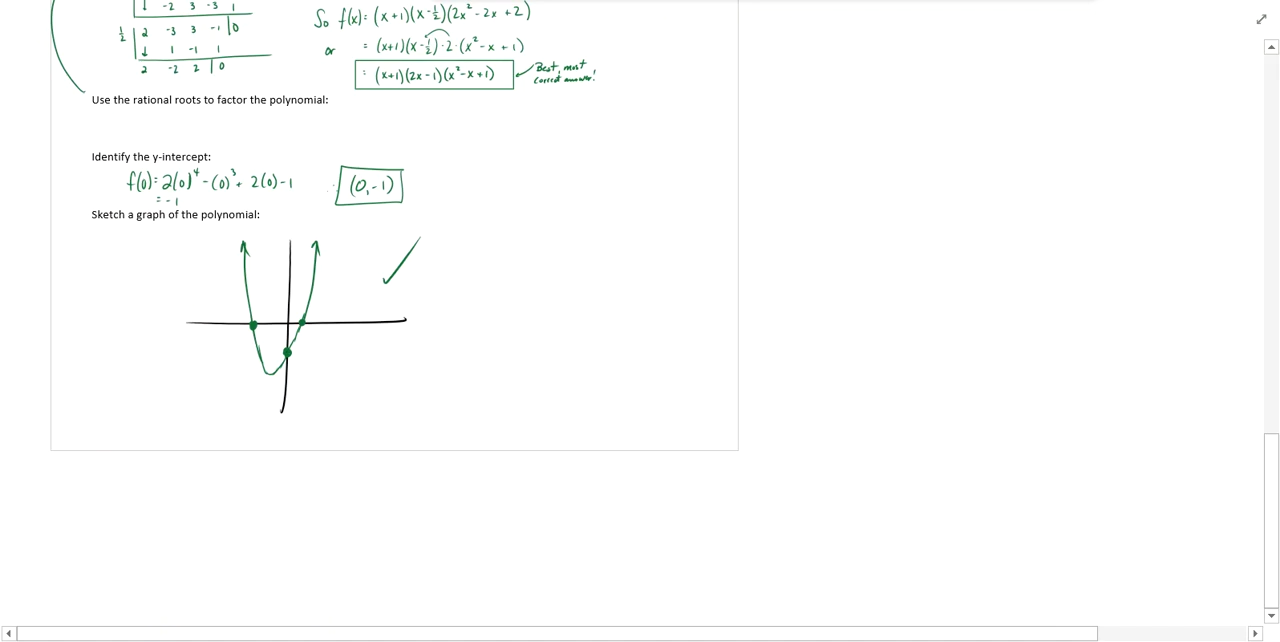 ↓ -2 3 -3 1
2 -3 3 -1 | 0
1/2 ↓ 1 -1 1
2 -2 2 | 0
So f(x) = (x+1)(x-1/2)(2x² - 2x + 2)
or = (x+1)(x-1/2)·2·(x² - x + 1)
= (x+1)(2x-1)(x²-x+1)
Best, most
correct answer!
Use the rational roots to factor the polynomial:
Identify the y-intercept:
f(0) = 2(0)⁴ - (0)³ + 2(0) - 1
= -1
(0, -1)
Sketch a graph of the polynomial: